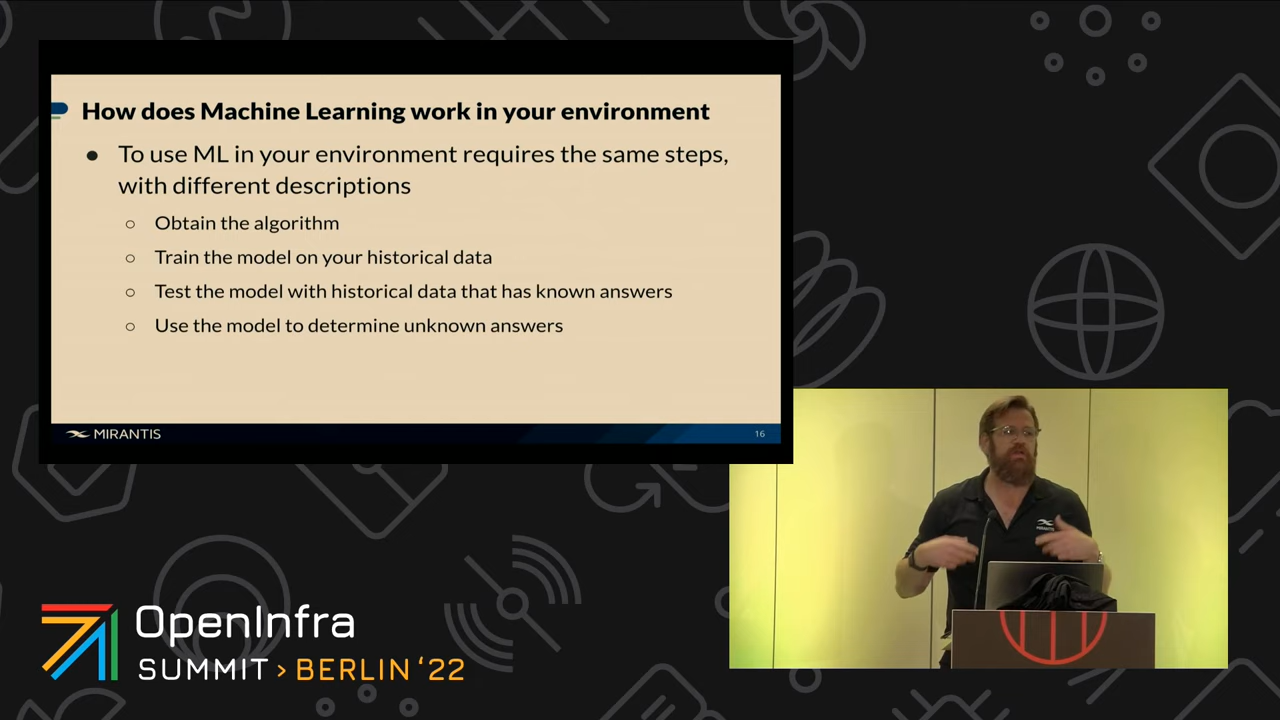 How does Machine Learning work in your environment
● To use ML in your environment requires the same steps,
with different descriptions
○ Obtain the algorithm
○ Train the model on your historical data
○ Test the model with historical data that has known answers
○ Use the model to determine unknown answers
MIRANTIS
16
MIRANTIS
OpenInfra
SUMMIT > BERLIN ‘22